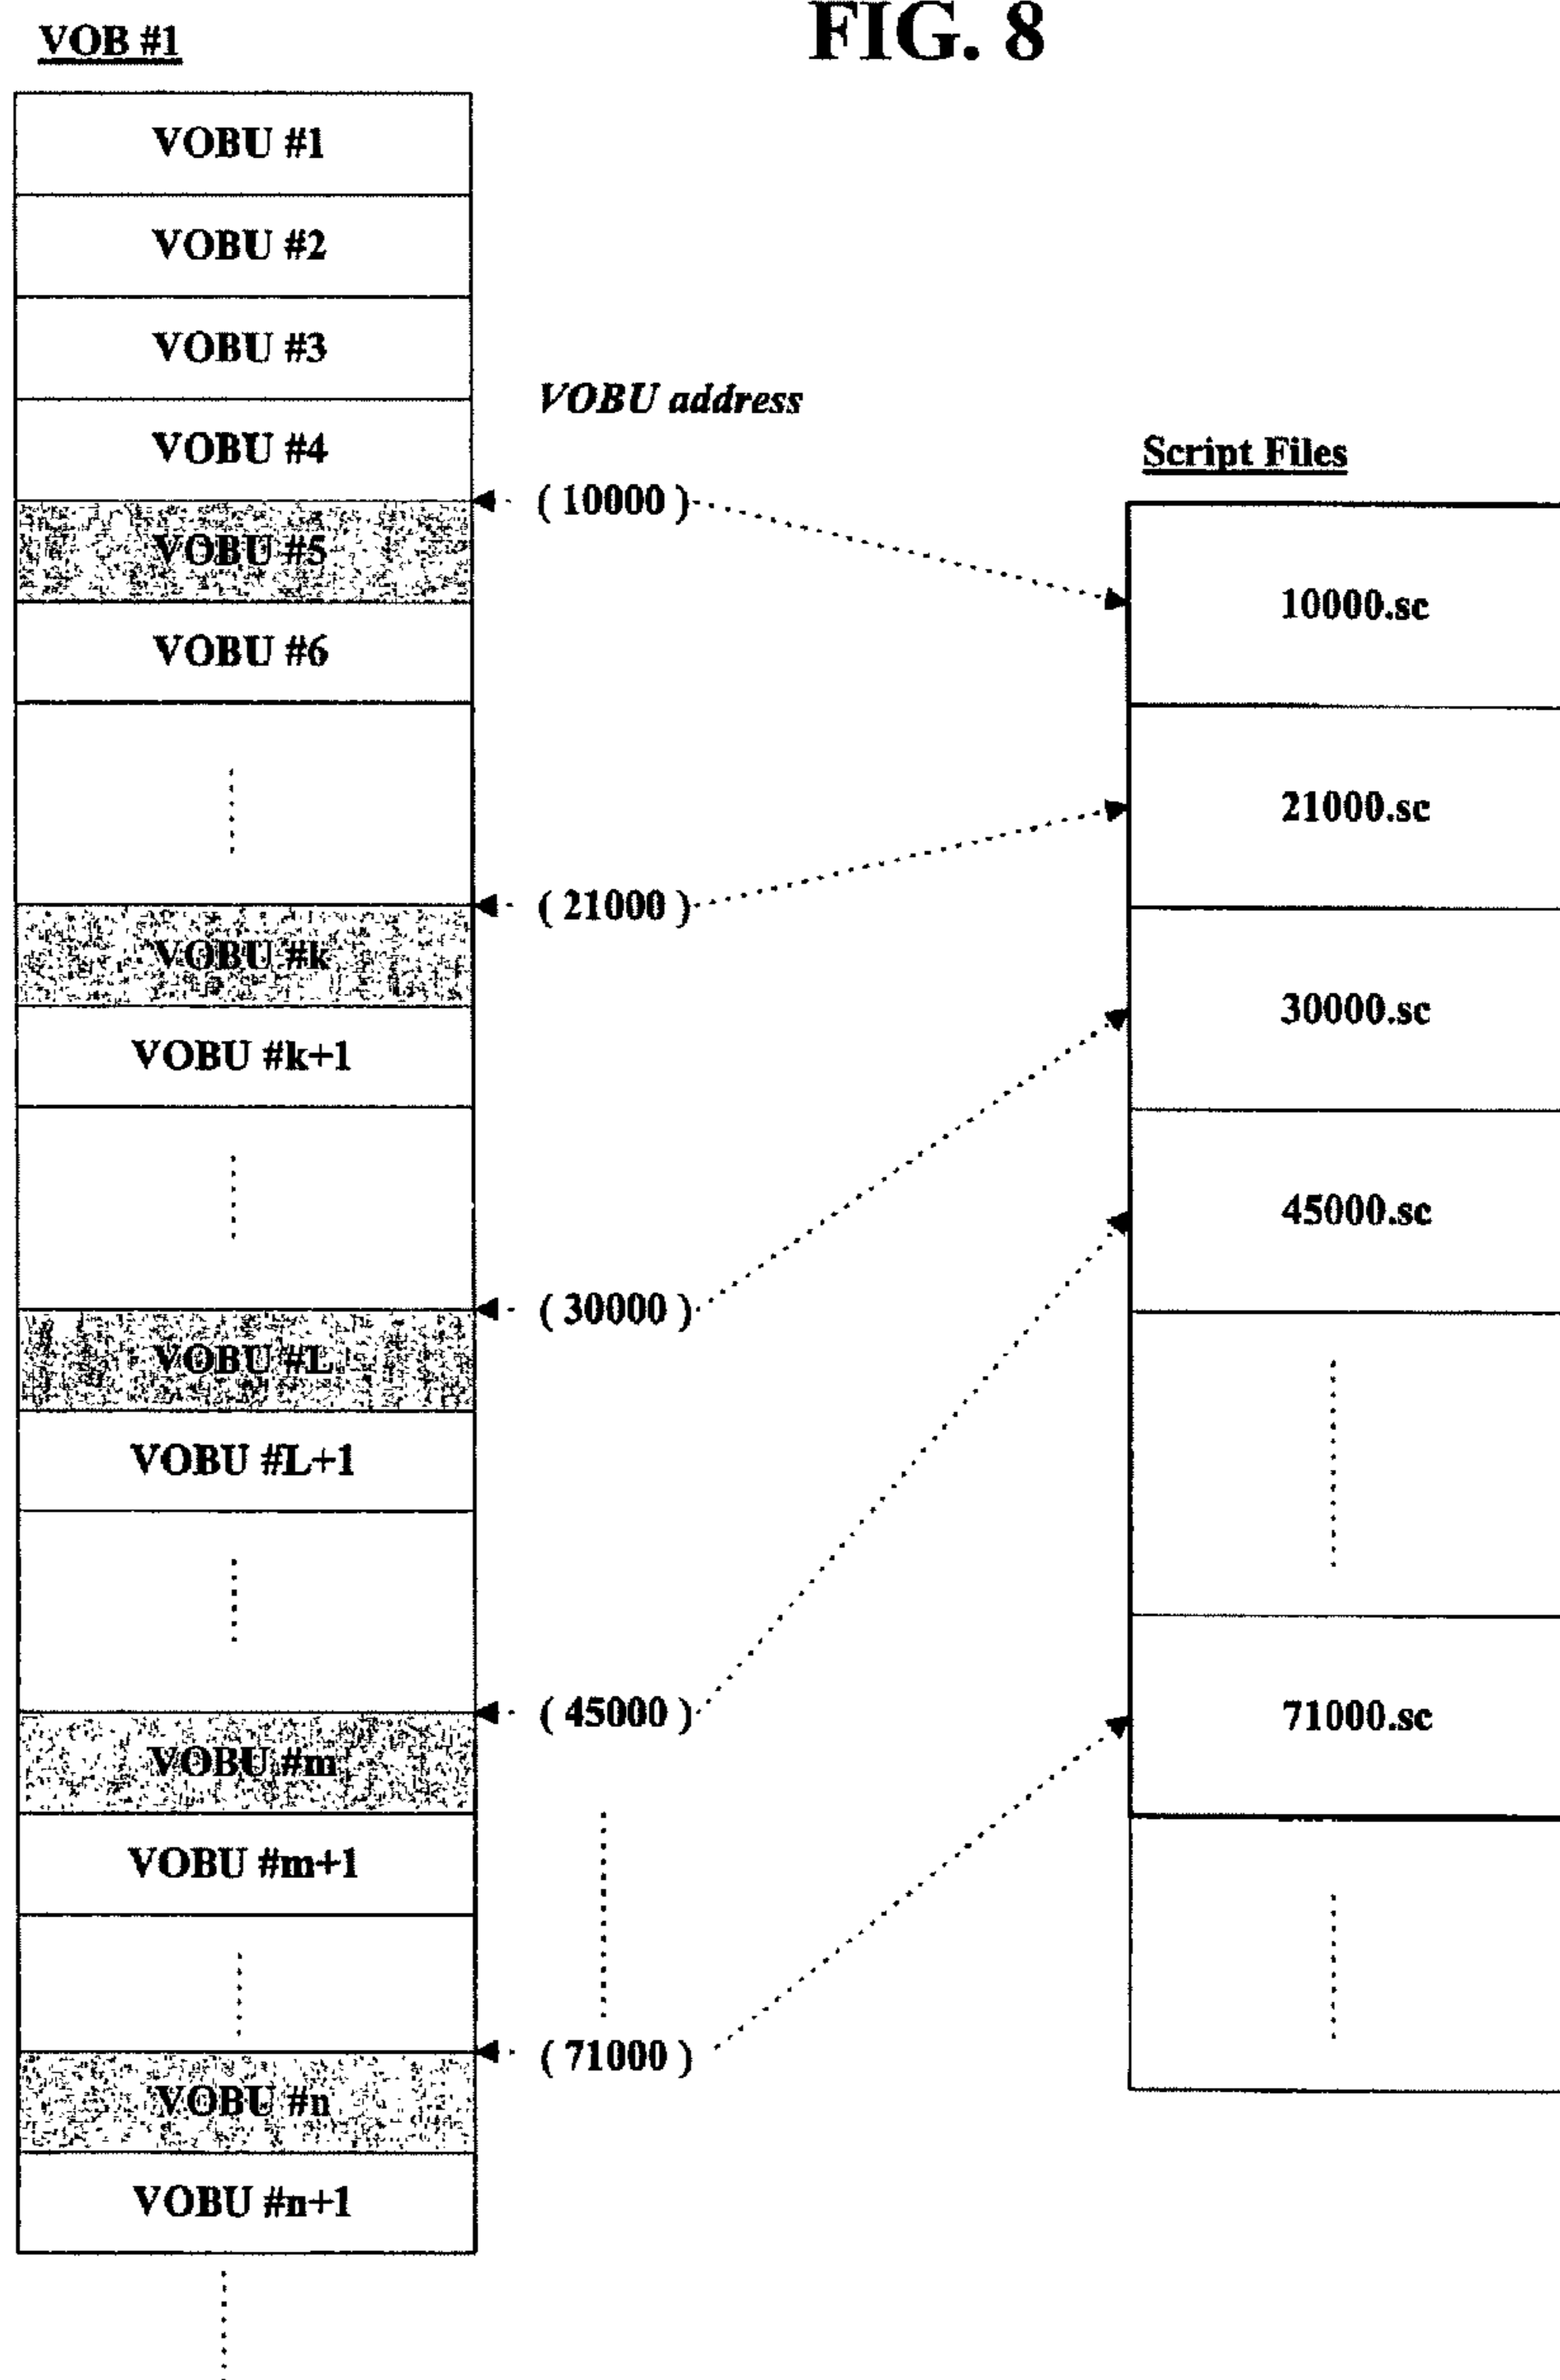 FIG. 8
VOB #1
VOBU #1
VOBU #2
VOBU #3
VOBU #4
VOBU #5
VOBU #6
VOBU #k
VOBU #k+1
VOBU #L
VOBU #L+1
VOBU #m
VOBU #m+1
VOBU #n
VOBU #n+1
VOBU address
( 10000 )
( 21000 )
( 30000 )
( 45000 )
( 71000 )
Script Files
10000.sc
21000.sc
30000.sc
45000.sc
71000.sc